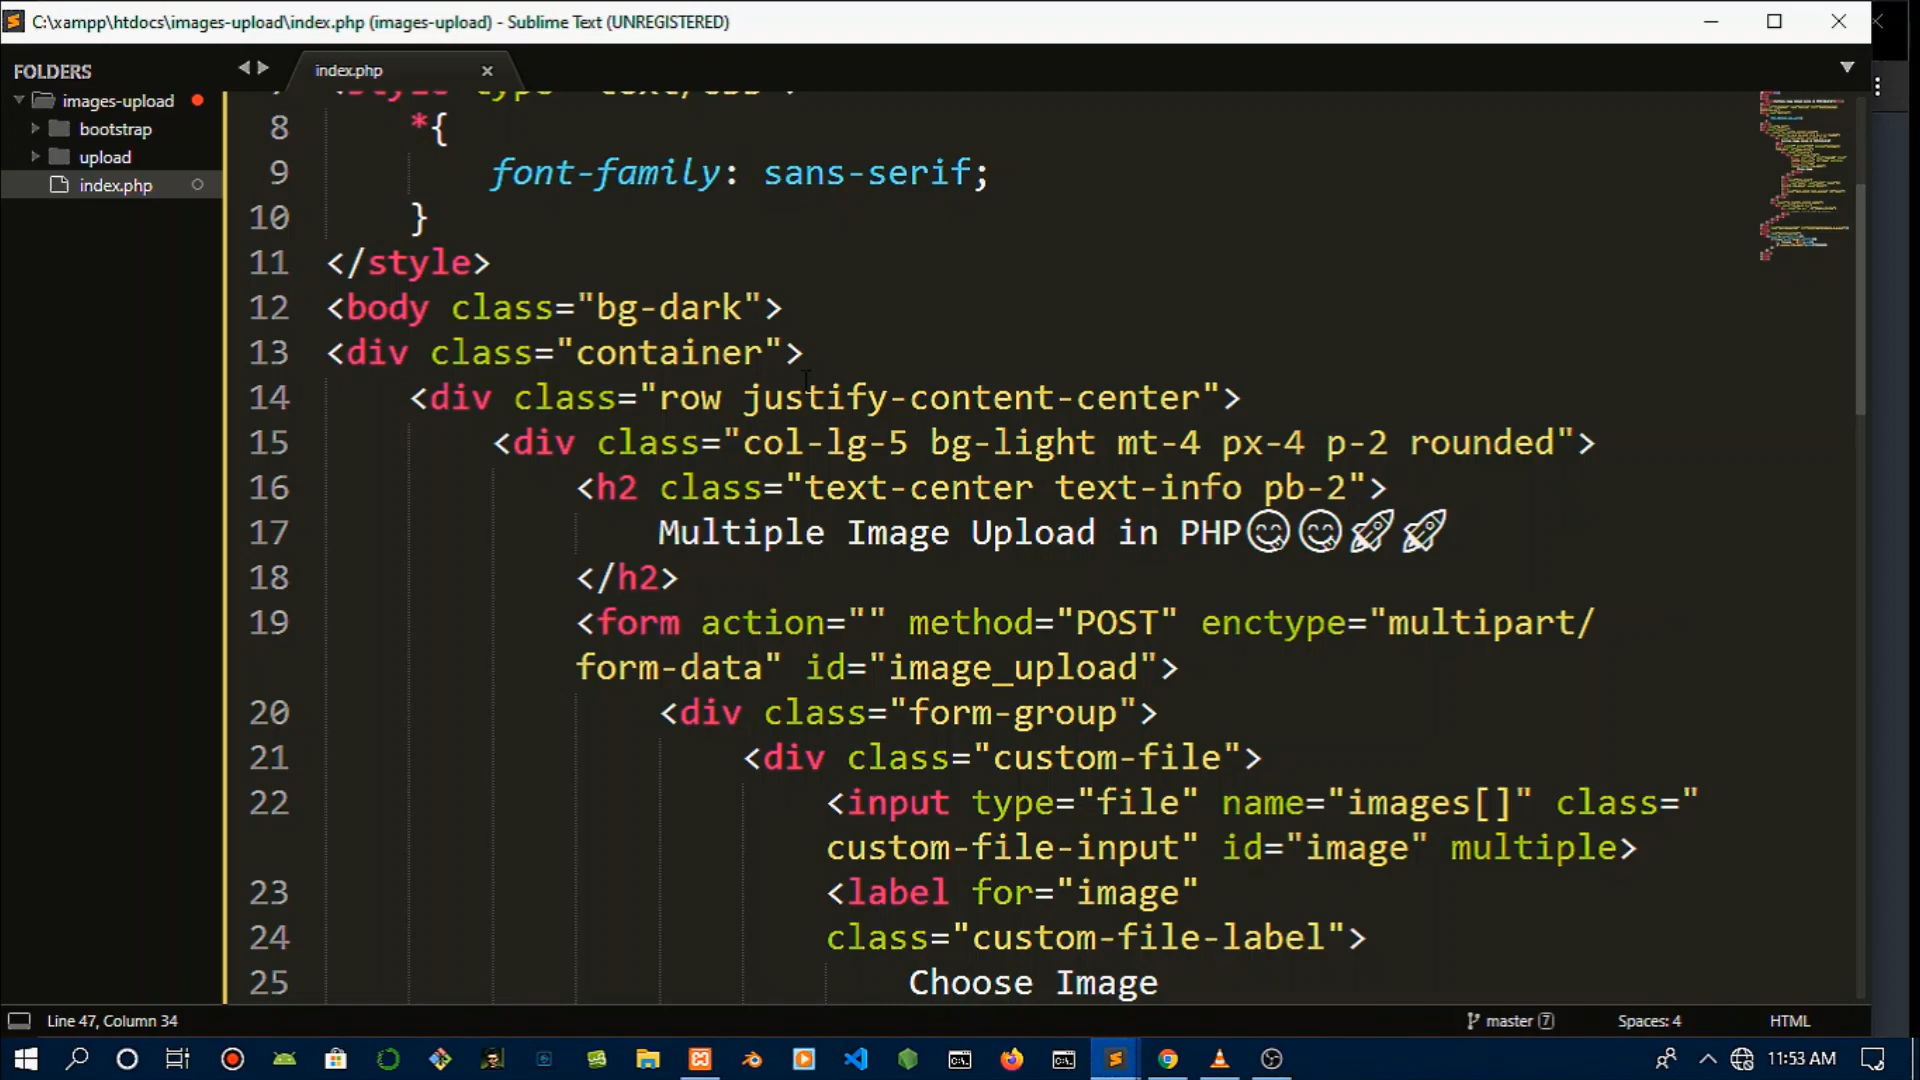 C:\xampp\htdocs\images-upload\index.php (images-upload) - Sublime Text (UNREGISTERED)
FOLDERS
images-upload
bootstrap
upload
index.php
index.php
<style type="text/css">
8 *{
9 font-family: sans-serif;
10 }
11 </style>
12 <body class="bg-dark">
13 <div class="container">
14 <div class="row justify-content-center">
15 <div class="col-lg-5 bg-light mt-4 px-4 p-2 rounded">
16 <h2 class="text-center text-info pb-2">
17 Multiple Image Upload in PHP😋😋🚀🚀
18 </h2>
19 <form action="" method="POST" enctype="multipart/
form-data" id="image_upload">
20 <div class="form-group">
21 <div class="custom-file">
22 <input type="file" name="images[]" class="
custom-file-input" id="image" multiple>
23 <label for="image"
24 class="custom-file-label">
25 Choose Image
Line 47, Column 34
master 7
Spaces: 4
HTML
11:53 AM